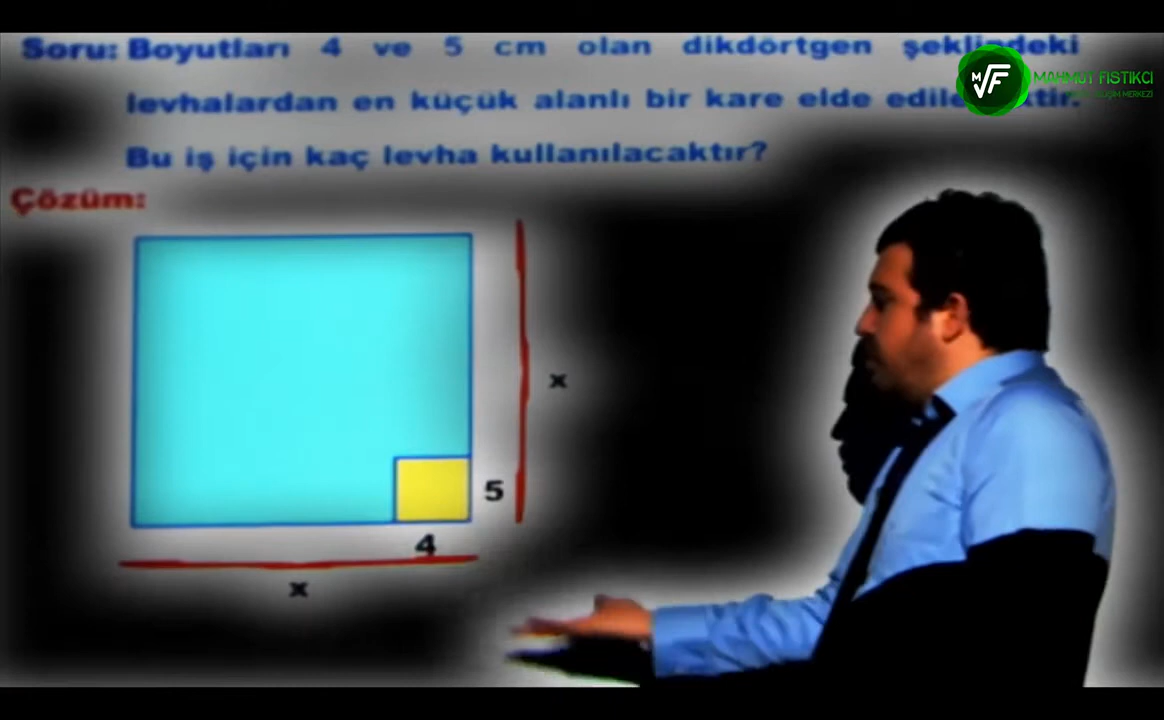 Soru: Boyutları 4 ve 5 cm olan dikdörtgen şeklindeki
levhalardan en küçük alanlı bir kare elde
Bu iş için kaç levha kullanılacaktır?
MAHMUT FISTIKCI
Çözüm:
x
5
4
x